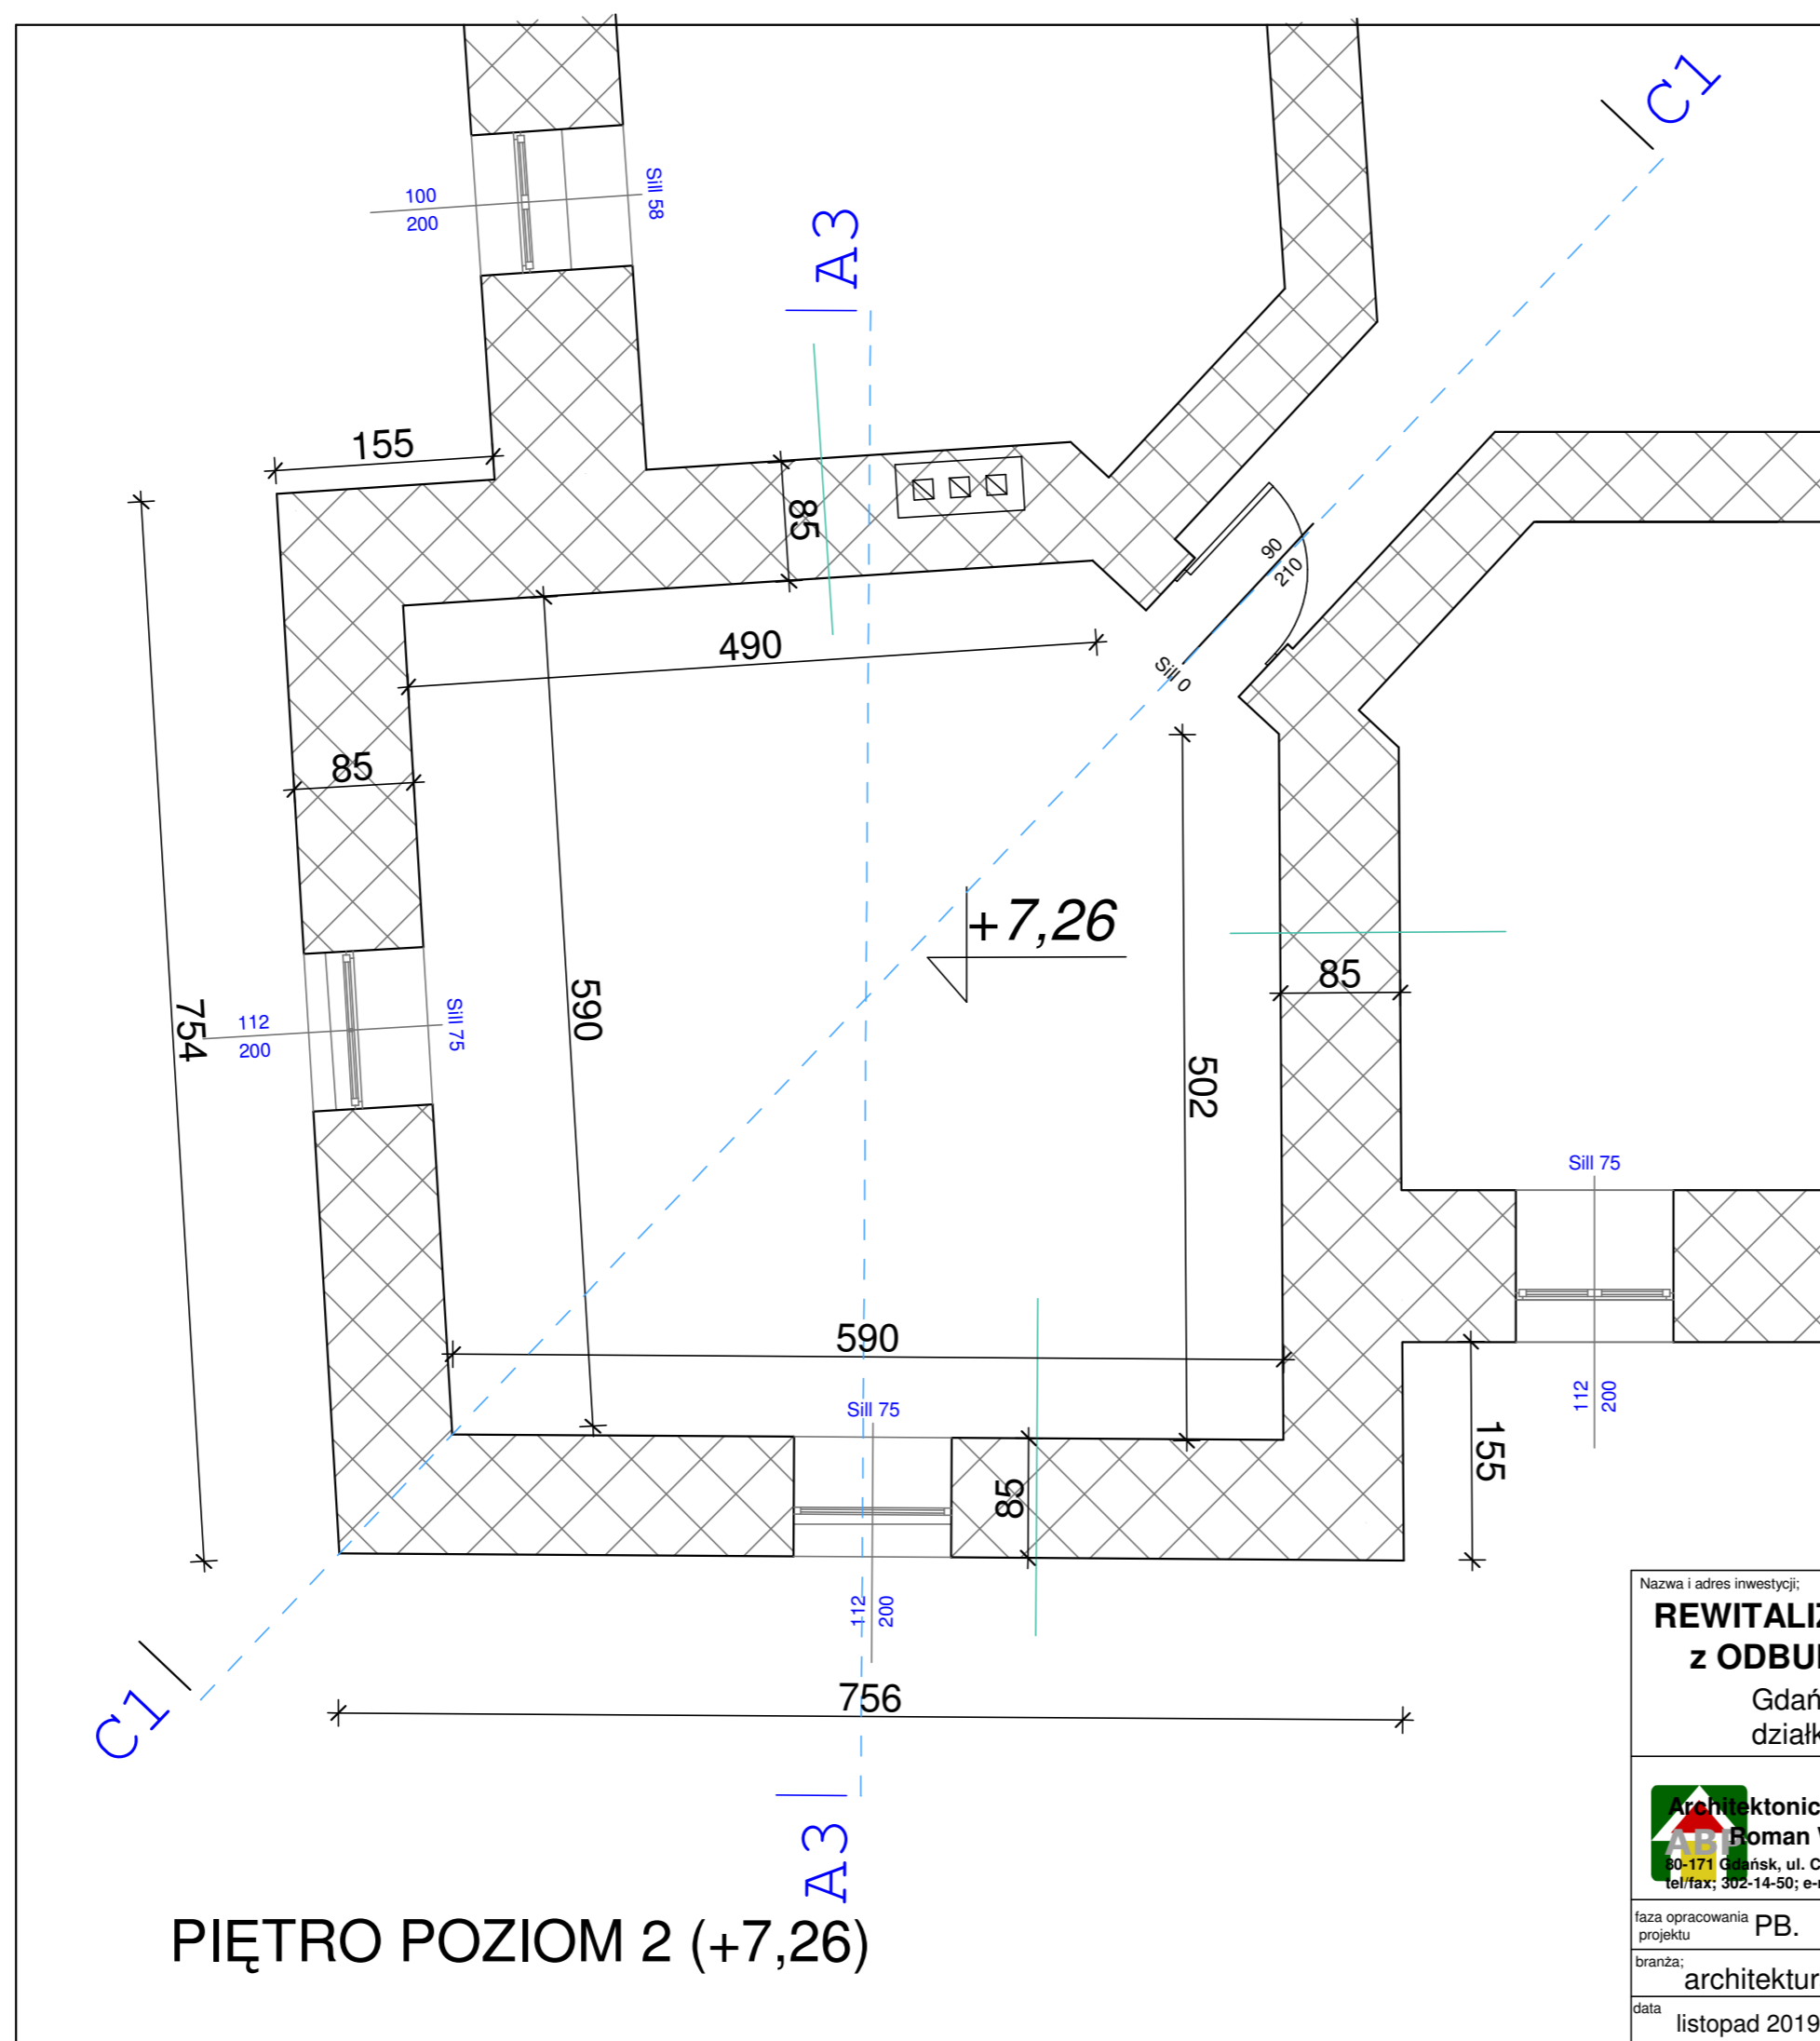 C1
A3
100
200
Sill 58
155
85
90
210
490
Sill 0
85
+7,26
754
112
200
Sill 75
590
85
502
Sill 75
590
Sill 75
112
200
155
85
112
200
756
C1
A3
PIĘTRO POZIOM 2 (+7,26)
Nazwa i adres inwestycji;
z
działk
ABP
Architektonic
Roman
80-171 Gdańsk, ul. C
tel/fax; 302-14-50;
faza opracowania
projektu
PB.
branża;
architektur
data
listopad 2019